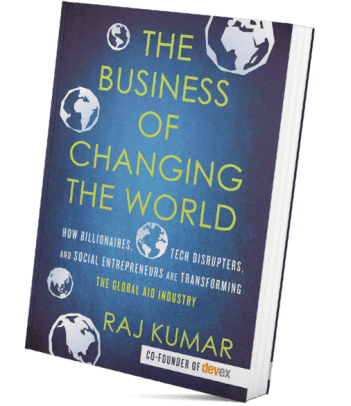 THE
BUSINESS
OF
CHANGING
THE WORLD
HOW BILLIONAIRES, TECH DISRUPTERS,
AND SOCIAL ENTREPRENEURS ARE TRANSFORMING
THE GLOBAL AID INDUSTRY
RAJ KUMAR
CO-FOUNDER OF devex